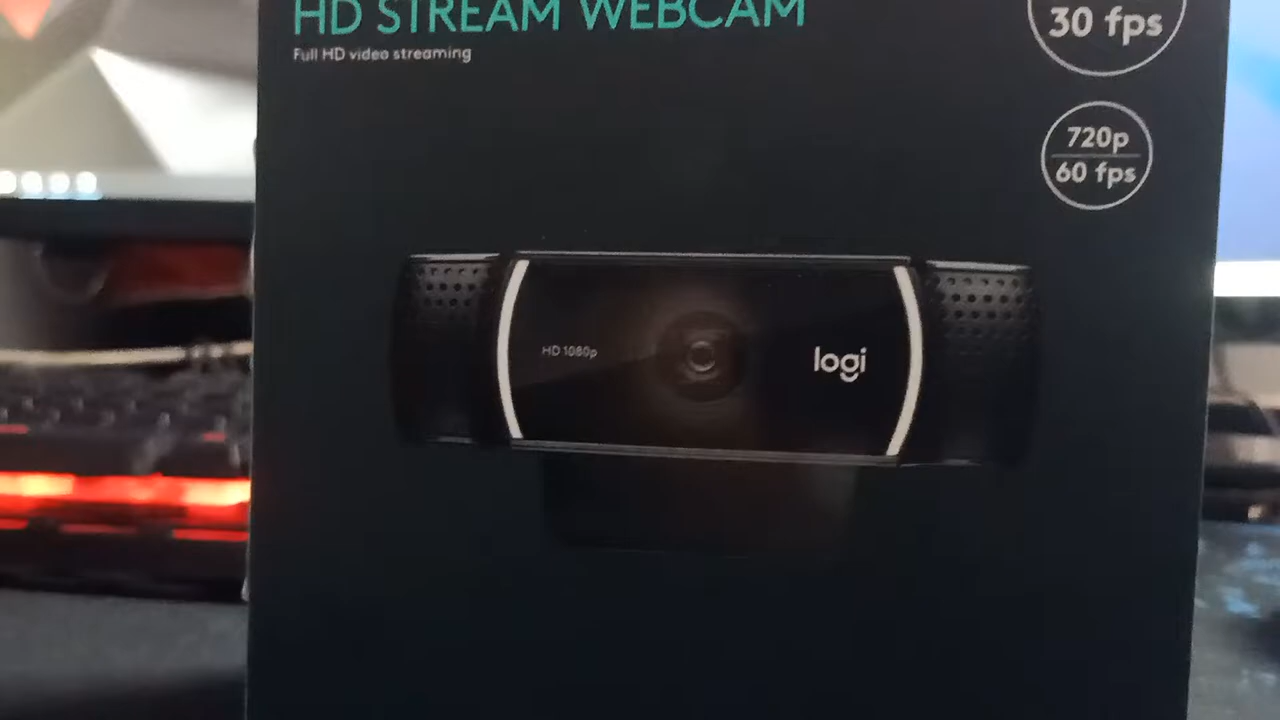 HD STREAM WEBCAM
Full HD video streaming
30 fps
720p
60 fps
HD 1080p
logi